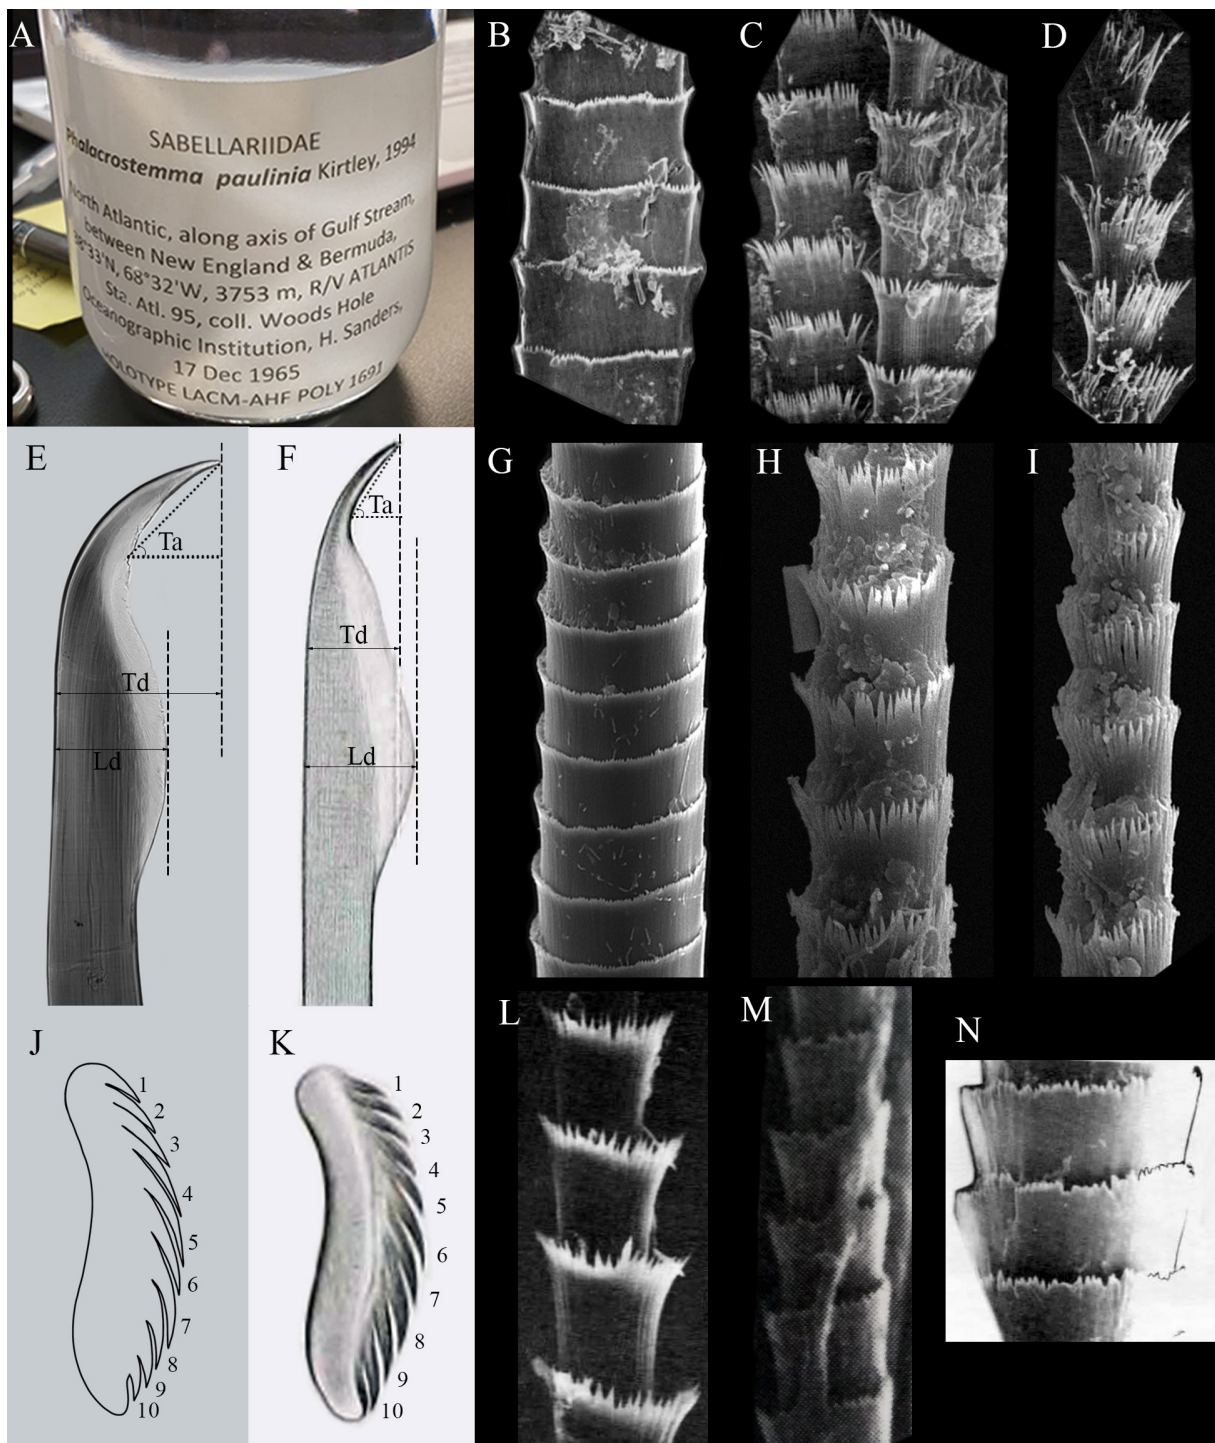 A
SABELLARIIDAE
Phalacrostemma paulinia Kirtley, 1994
North Atlantic, along axis of Gulf Stream,
between New England & Bermuda,
38°33'N, 68°32'W, 3753 m, R/V ATLANTIS
Sta. Atl. 95, coll. Woods Hole
Oceanographic Institution, H. Sanders,
17 Dec 1965
HOLOTYPE LACM-AHF POLY 1691
B
C
D
E
Ta
Td
Ld
F
Ta
Td
Ld
G
H
I
J
1
2
3
4
5
6
7
8
9
10
K
1
2
3
4
5
6
7
8
9
10
L
M
N